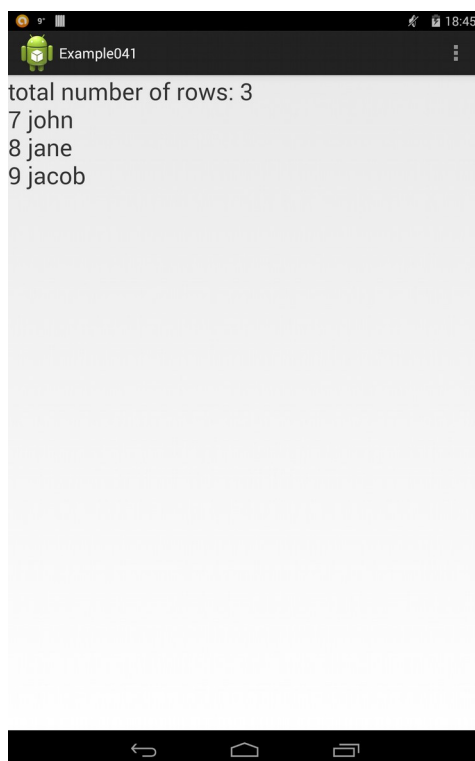 9° 18:45
Example041
total number of rows: 3
7 john
8 jane
9 jacob